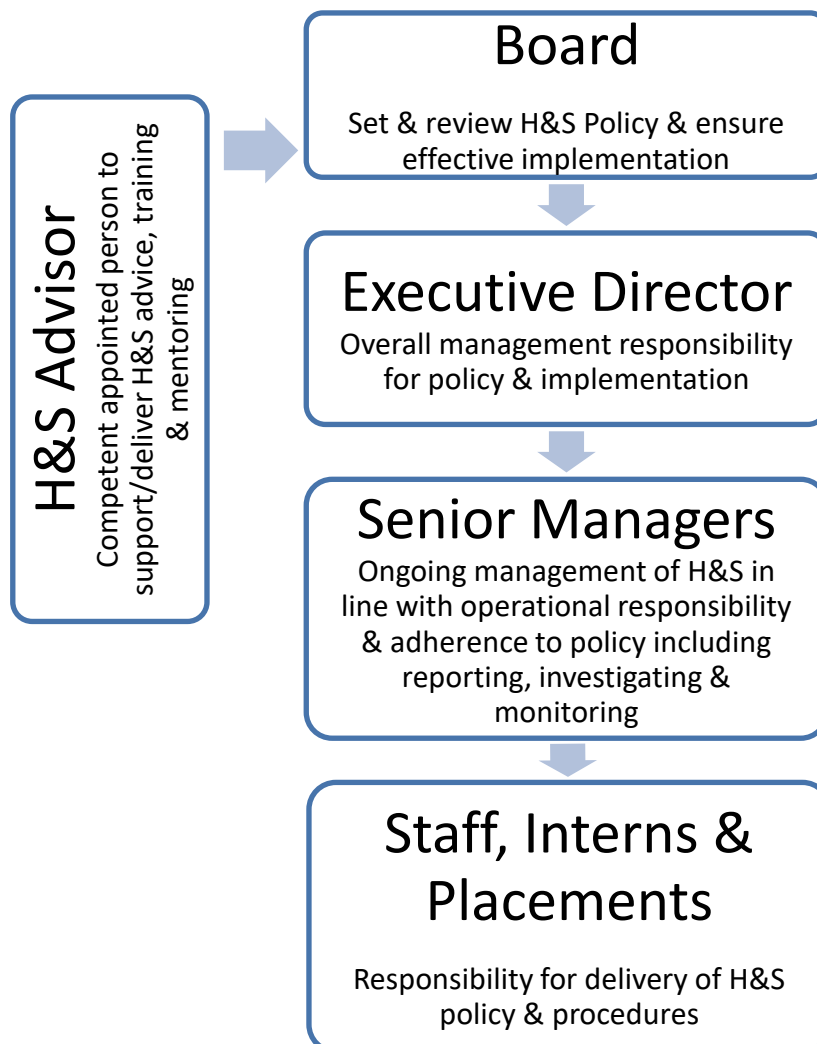 Board
Set & review H&S Policy & ensure
effective implementation
H&S Advisor
Competent appointed person to
support/deliver H&S advice, training
& mentoring
Executive Director
Overall management responsibility
for policy & implementation
Senior Managers
Ongoing management of H&S in
line with operational responsibility
& adherence to policy including
reporting, investigating &
monitoring
Staff, Interns &
Placements
Responsibility for delivery of H&S
policy & procedures